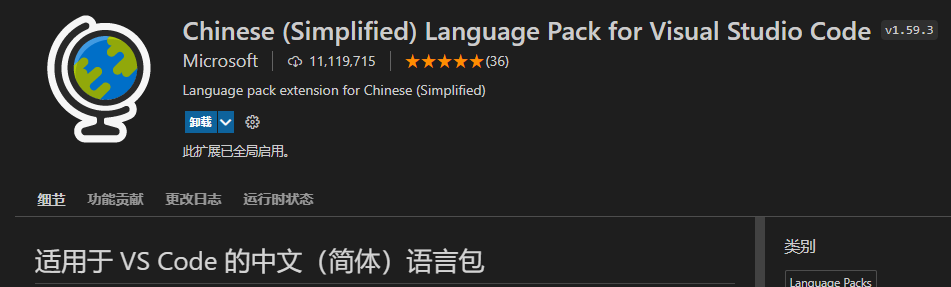 Chinese (Simplified) Language Pack for Visual Studio Code v1.59.3
Microsoft 11,119,715 (36)
Language pack extension for Chinese (Simplified)
卸载
此扩展已全局启用。
细节 功能贡献 更改日志 运行时状态
适用于 VS Code 的中文（简体）语言包
类别
Language Packs